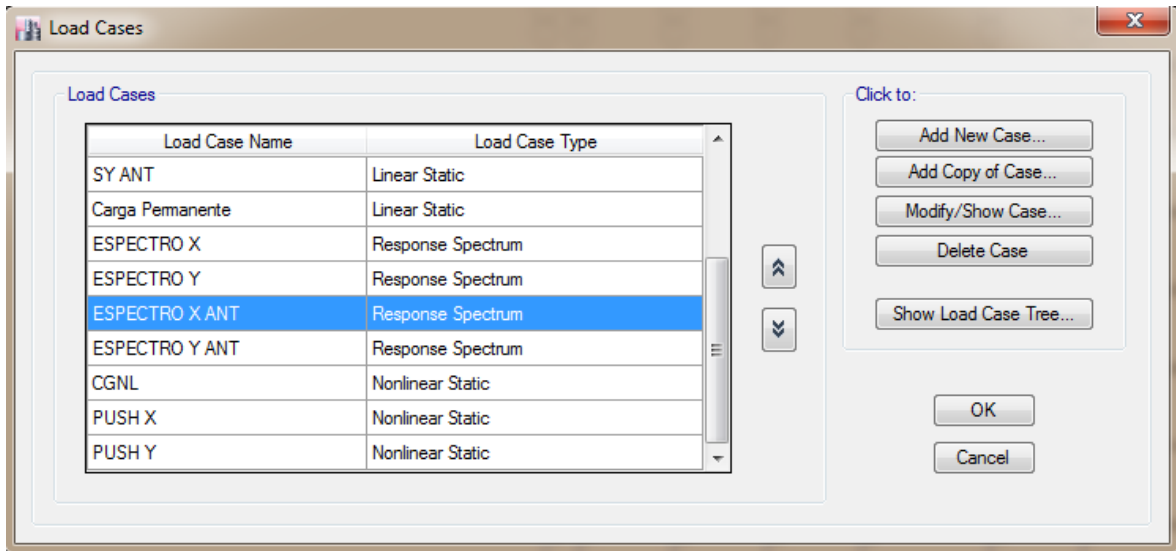 Load Cases
Load Cases
Click to:
Load Case Name Load Case Type
SY ANT Linear Static
Carga Permanente Linear Static
ESPECTRO X Response Spectrum
ESPECTRO Y Response Spectrum
ESPECTRO X ANT Response Spectrum
ESPECTRO Y ANT Response Spectrum
CGNL Nonlinear Static
PUSH X Nonlinear Static
PUSH Y Nonlinear Static
Add New Case...
Add Copy of Case...
Modify/Show Case...
Delete Case
Show Load Case Tree...
OK
Cancel